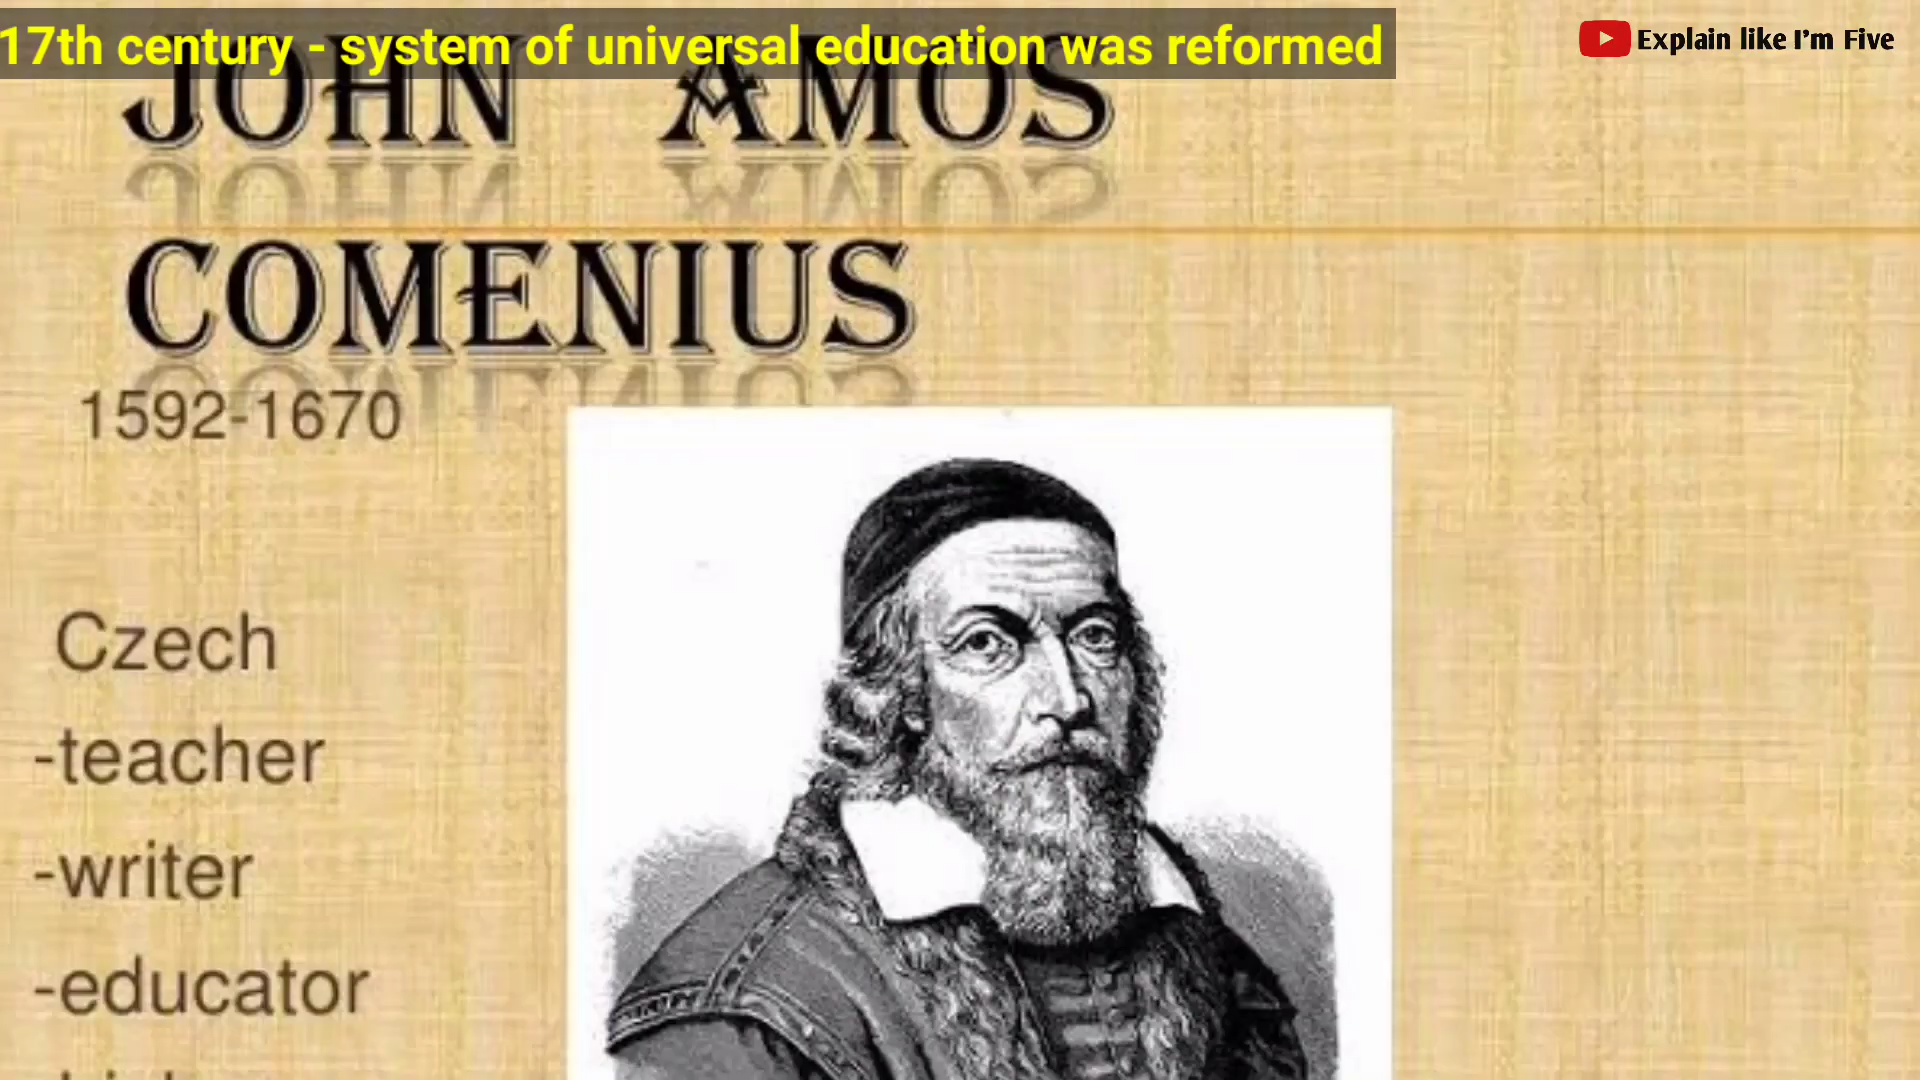 17th century - system of universal education was reformed
Explain like I'm Five
JOHN AMOS
COMENIUS
1592-1670
Czech
-teacher
-writer
-educator